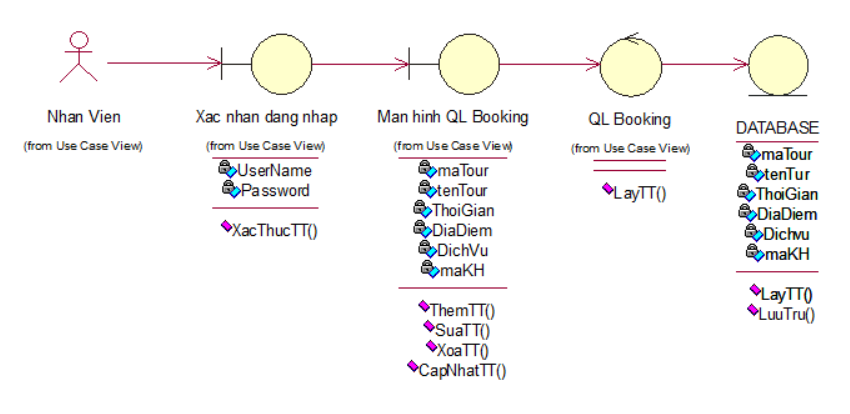 Nhan Vien
(from Use Case View)
Xac nhan dang nhap
(from Use Case View)
UserName
Password
XacThucTT()
Man hinh QL Booking
(from Use Case View)
maTour
tenTour
ThoiGian
DiaDiem
DichVu
maKH
ThemTT()
SuaTT()
XoaTT()
CapNhatTT()
QL Booking
(from Use Case View)
LayTT()
DATABASE
maTour
tenTur
ThoiGian
DiaDiem
Dichvu
maKH
LayTT()
LuuTru()